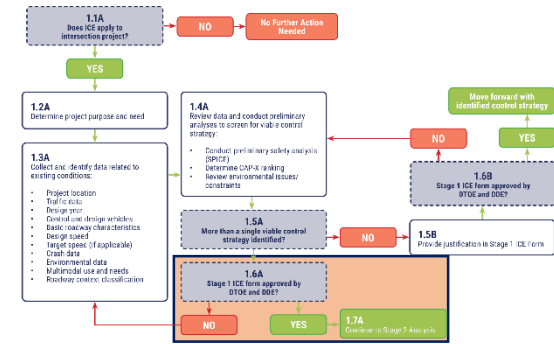 1.1A
Does ICE apply to
intersection project?
NO
No Further Action
Needed
YES
1.2A
Determine project purpose and need
1.3A
Collect and identify data related to
existing conditions:
• Project location
• Traffic data
• Design year
• Control and design vehicles
• Basic roadway characteristics
• Design speed
• Target speed (if applicable)
• Crash data
• Environmental data
• Multimodal use and needs
• Roadway context classification
1.4A
Review data and conduct preliminary
analyses to screen for viable control
strategy:
• Conduct preliminary safety analysis
(SPICE)
• Determine CAP-X ranking
• Review environmental issues/
constraints
1.5A
More than a single viable control
strategy identified?
NO
1.5B
Provide justification in Stage 1 ICE Form
1.6B
Stage 1 ICE form approved by
DTOE and DDE?
NO
YES
Move forward with
identified control strategy
1.6A
Stage 1 ICE form approved by
DTOE and DDE?
NO
YES
1.7A
Continue to Stage 2 Analysis